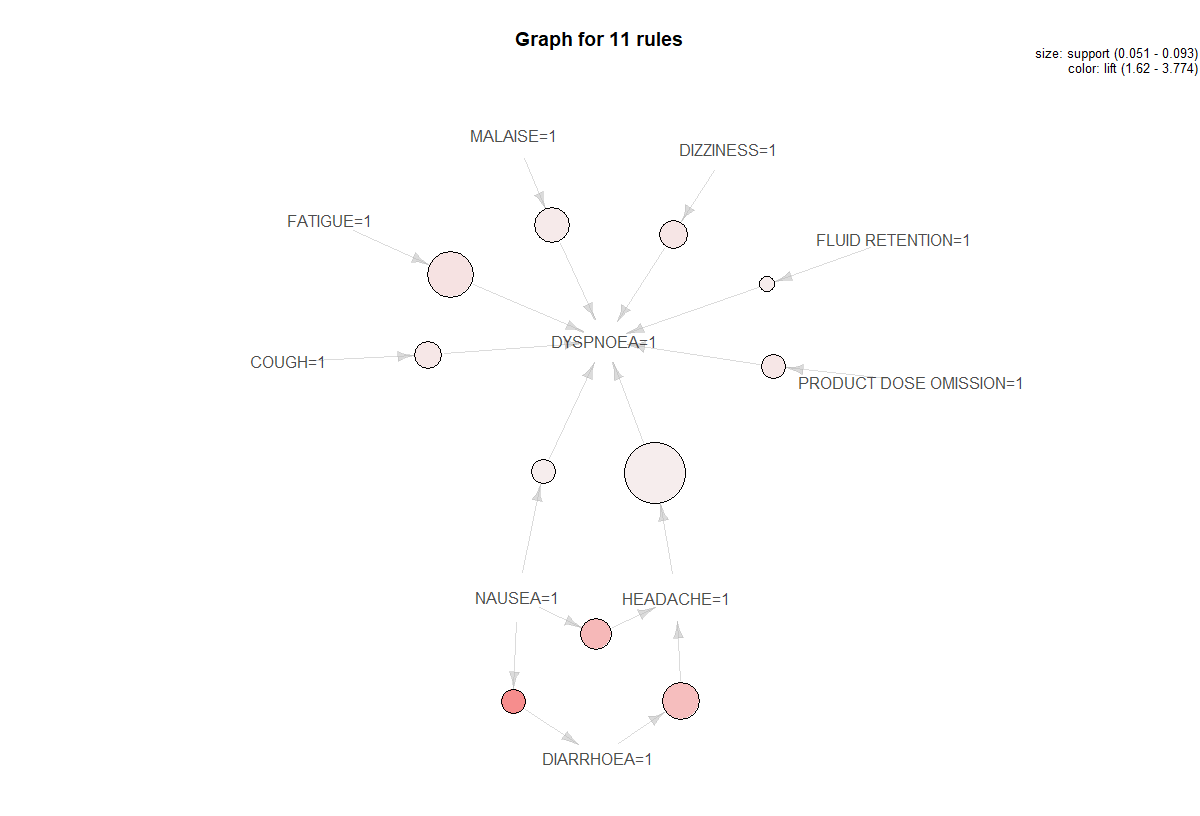 Graph for 11 rules
size: support (0.051 - 0.093)
color: lift (1.62 - 3.774)
MALAISE=1
DIZZINESS=1
FATIGUE=1
FLUID RETENTION=1
DYSPNOEA=1
COUGH=1
PRODUCT DOSE OMISSION=1
NAUSEA=1
HEADACHE=1
DIARRHOEA=1